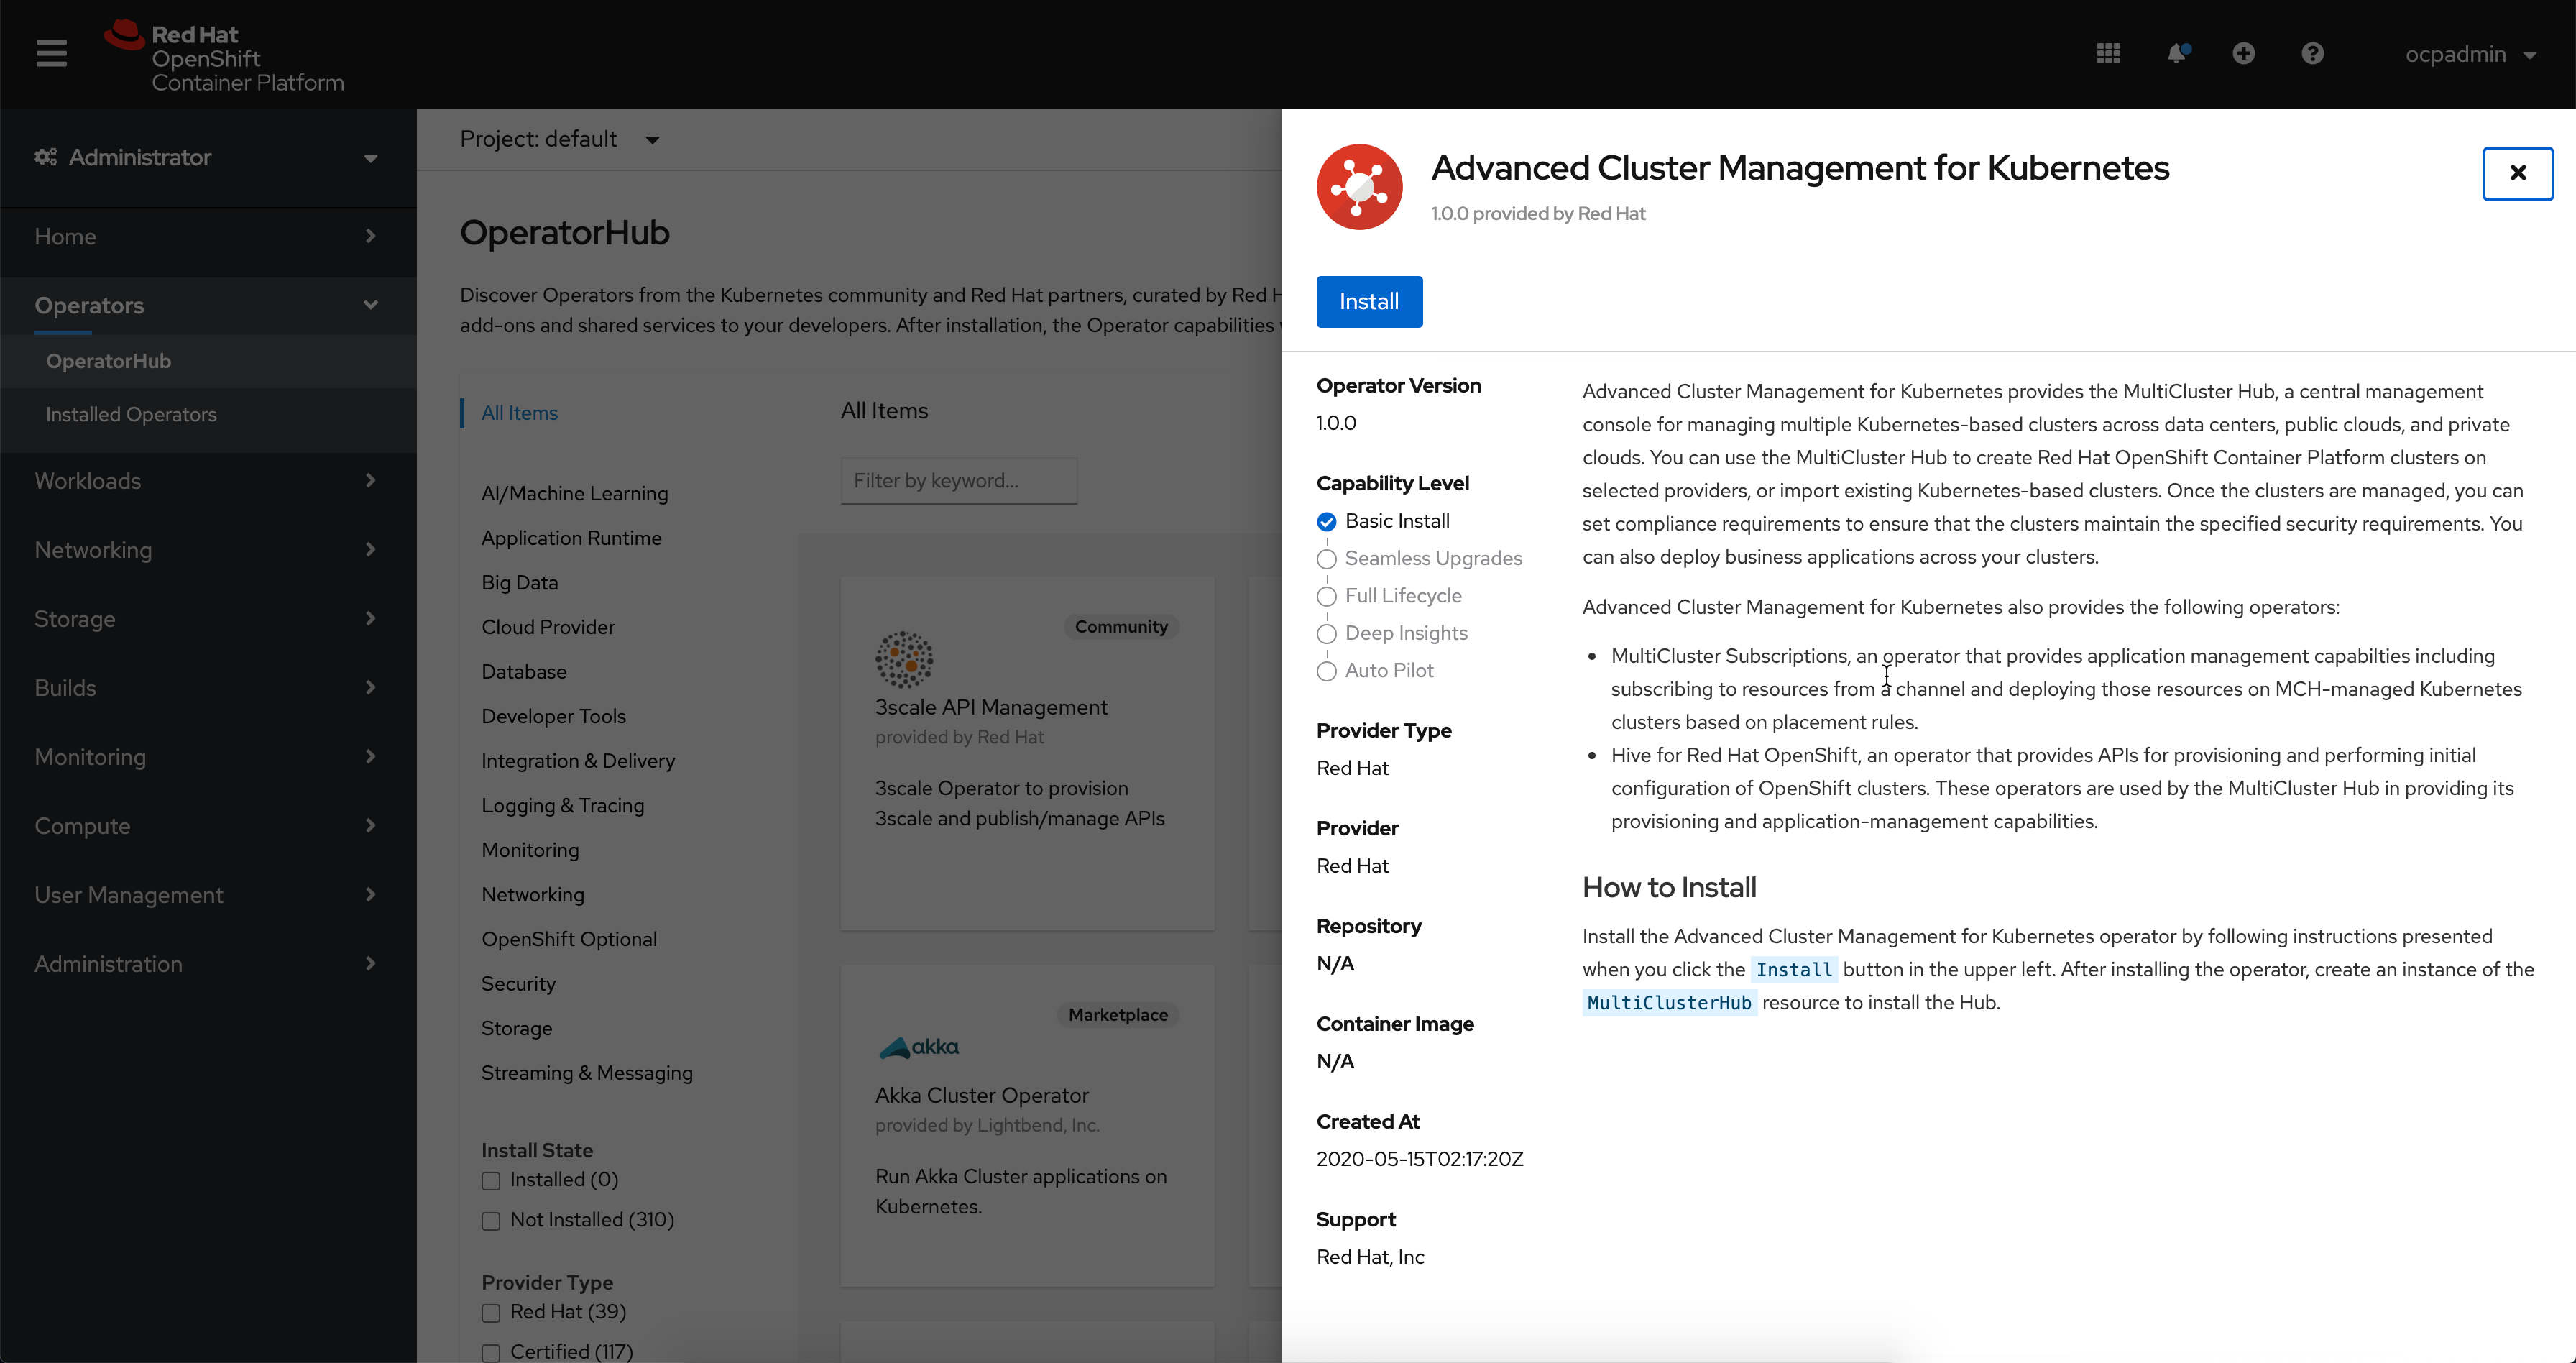 Red Hat
OpenShift
Container Platform
ocpadmin
Administrator
Home
Operators
OperatorHub
Installed Operators
Workloads
Networking
Storage
Builds
Monitoring
Compute
User Management
Administration
Project: default
OperatorHub
Discover Operators from the Kubernetes community and Red Hat partners, curated by Red H
add-ons and shared services to your developers. After installation, the Operator capabilities
All Items
AI/Machine Learning
Application Runtime
Big Data
Cloud Provider
Database
Developer Tools
Integration & Delivery
Logging & Tracing
Monitoring
Networking
OpenShift Optional
Security
Storage
Streaming & Messaging
Install State
Installed (0)
Not Installed (310)
Provider Type
Red Hat (39)
Certified (117)
All Items
Filter by keyword...
Community
3scale API Management
provided by Red Hat
3scale Operator to provision
3scale and publish/manage APIs
Marketplace
akka
Akka Cluster Operator
provided by Lightbend, Inc.
Run Akka Cluster applications on
Kubernetes.
Advanced Cluster Management for Kubernetes
1.0.0 provided by Red Hat
Install
Operator Version
1.0.0
Capability Level
Basic Install
Seamless Upgrades
Full Lifecycle
Deep Insights
Auto Pilot
Provider Type
Red Hat
Provider
Red Hat
Repository
N/A
Container Image
N/A
Created At
2020-05-15T02:17:20Z
Support
Red Hat, Inc
Advanced Cluster Management for Kubernetes provides the MultiCluster Hub, a central management
console for managing multiple Kubernetes-based clusters across data centers, public clouds, and private
clouds. You can use the MultiCluster Hub to create Red Hat OpenShift Container Platform clusters on
selected providers, or import existing Kubernetes-based clusters. Once the clusters are managed, you can
set compliance requirements to ensure that the clusters maintain the specified security requirements. You
can also deploy business applications across your clusters.
Advanced Cluster Management for Kubernetes also provides the following operators:
• MultiCluster Subscriptions, an operator that provides application management capabilties including
subscribing to resources from a channel and deploying those resources on MCH-managed Kubernetes
clusters based on placement rules.
• Hive for Red Hat OpenShift, an operator that provides APIs for provisioning and performing initial
configuration of OpenShift clusters. These operators are used by the MultiCluster Hub in providing its
provisioning and application-management capabilities.
How to Install
Install the Advanced Cluster Management for Kubernetes operator by following instructions presented
when you click the Install button in the upper left. After installing the operator, create an instance of the
MultiClusterHub resource to install the Hub.